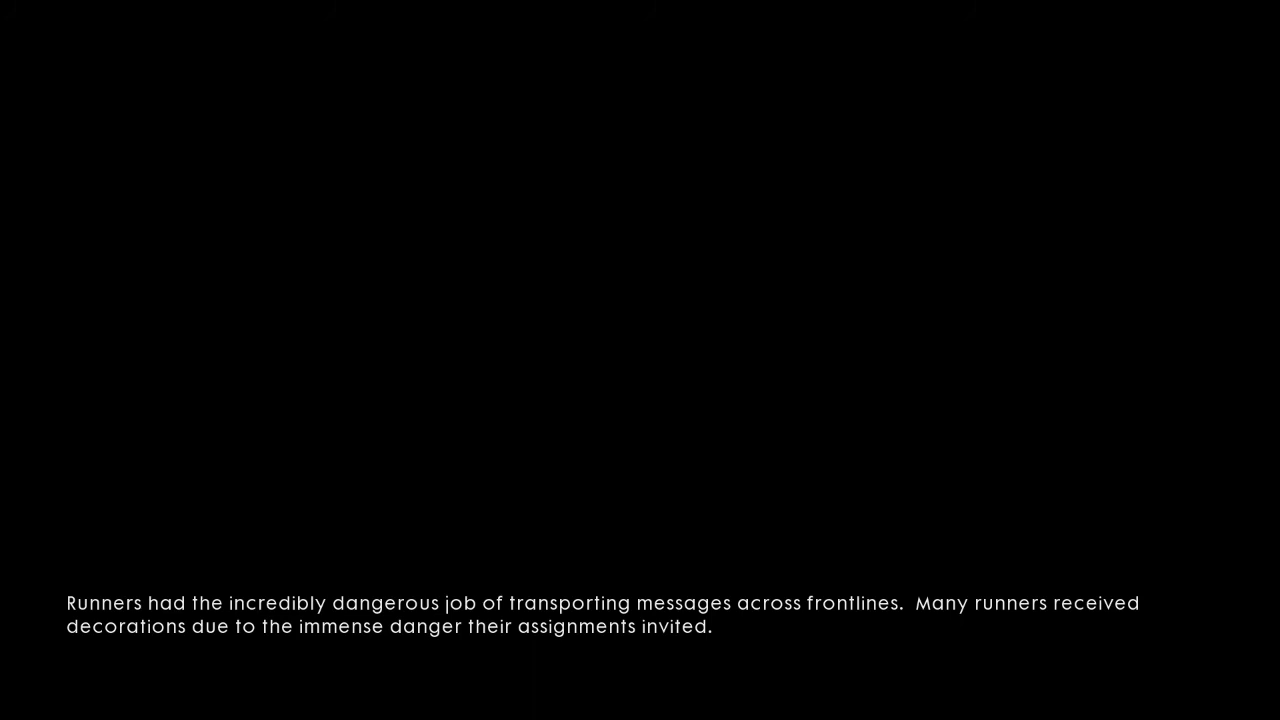 Runners had the incredibly dangerous job of transporting messages across frontlines.  Many runners received
decorations due to the immense danger their assignments invited.